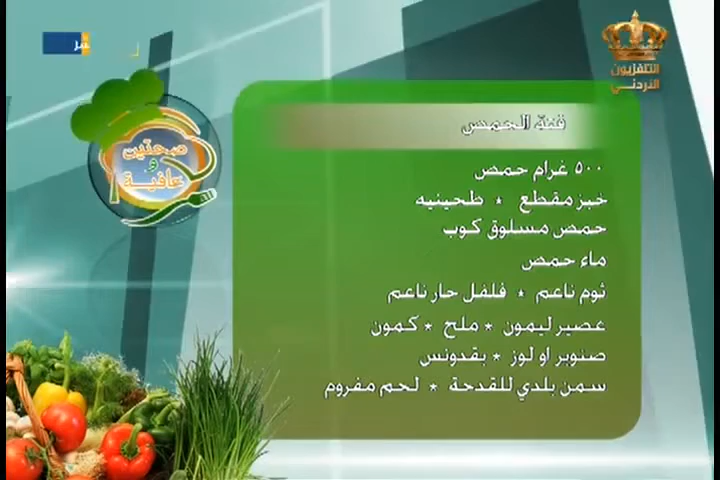 التلفزيون
الأردني
صحتين
و
عافية
فتة الحمص
٥٠٠ غرام حمص
خبز مقطع * طحينيه
حمص مسلوق كوب
ماء حمص
ثوم ناعم * فلفل حار ناعم
عصير ليمون * ملح * كمون
صنوبر او لوز * بقدونس
سمن بلدي للقدحة * لحم مفروم